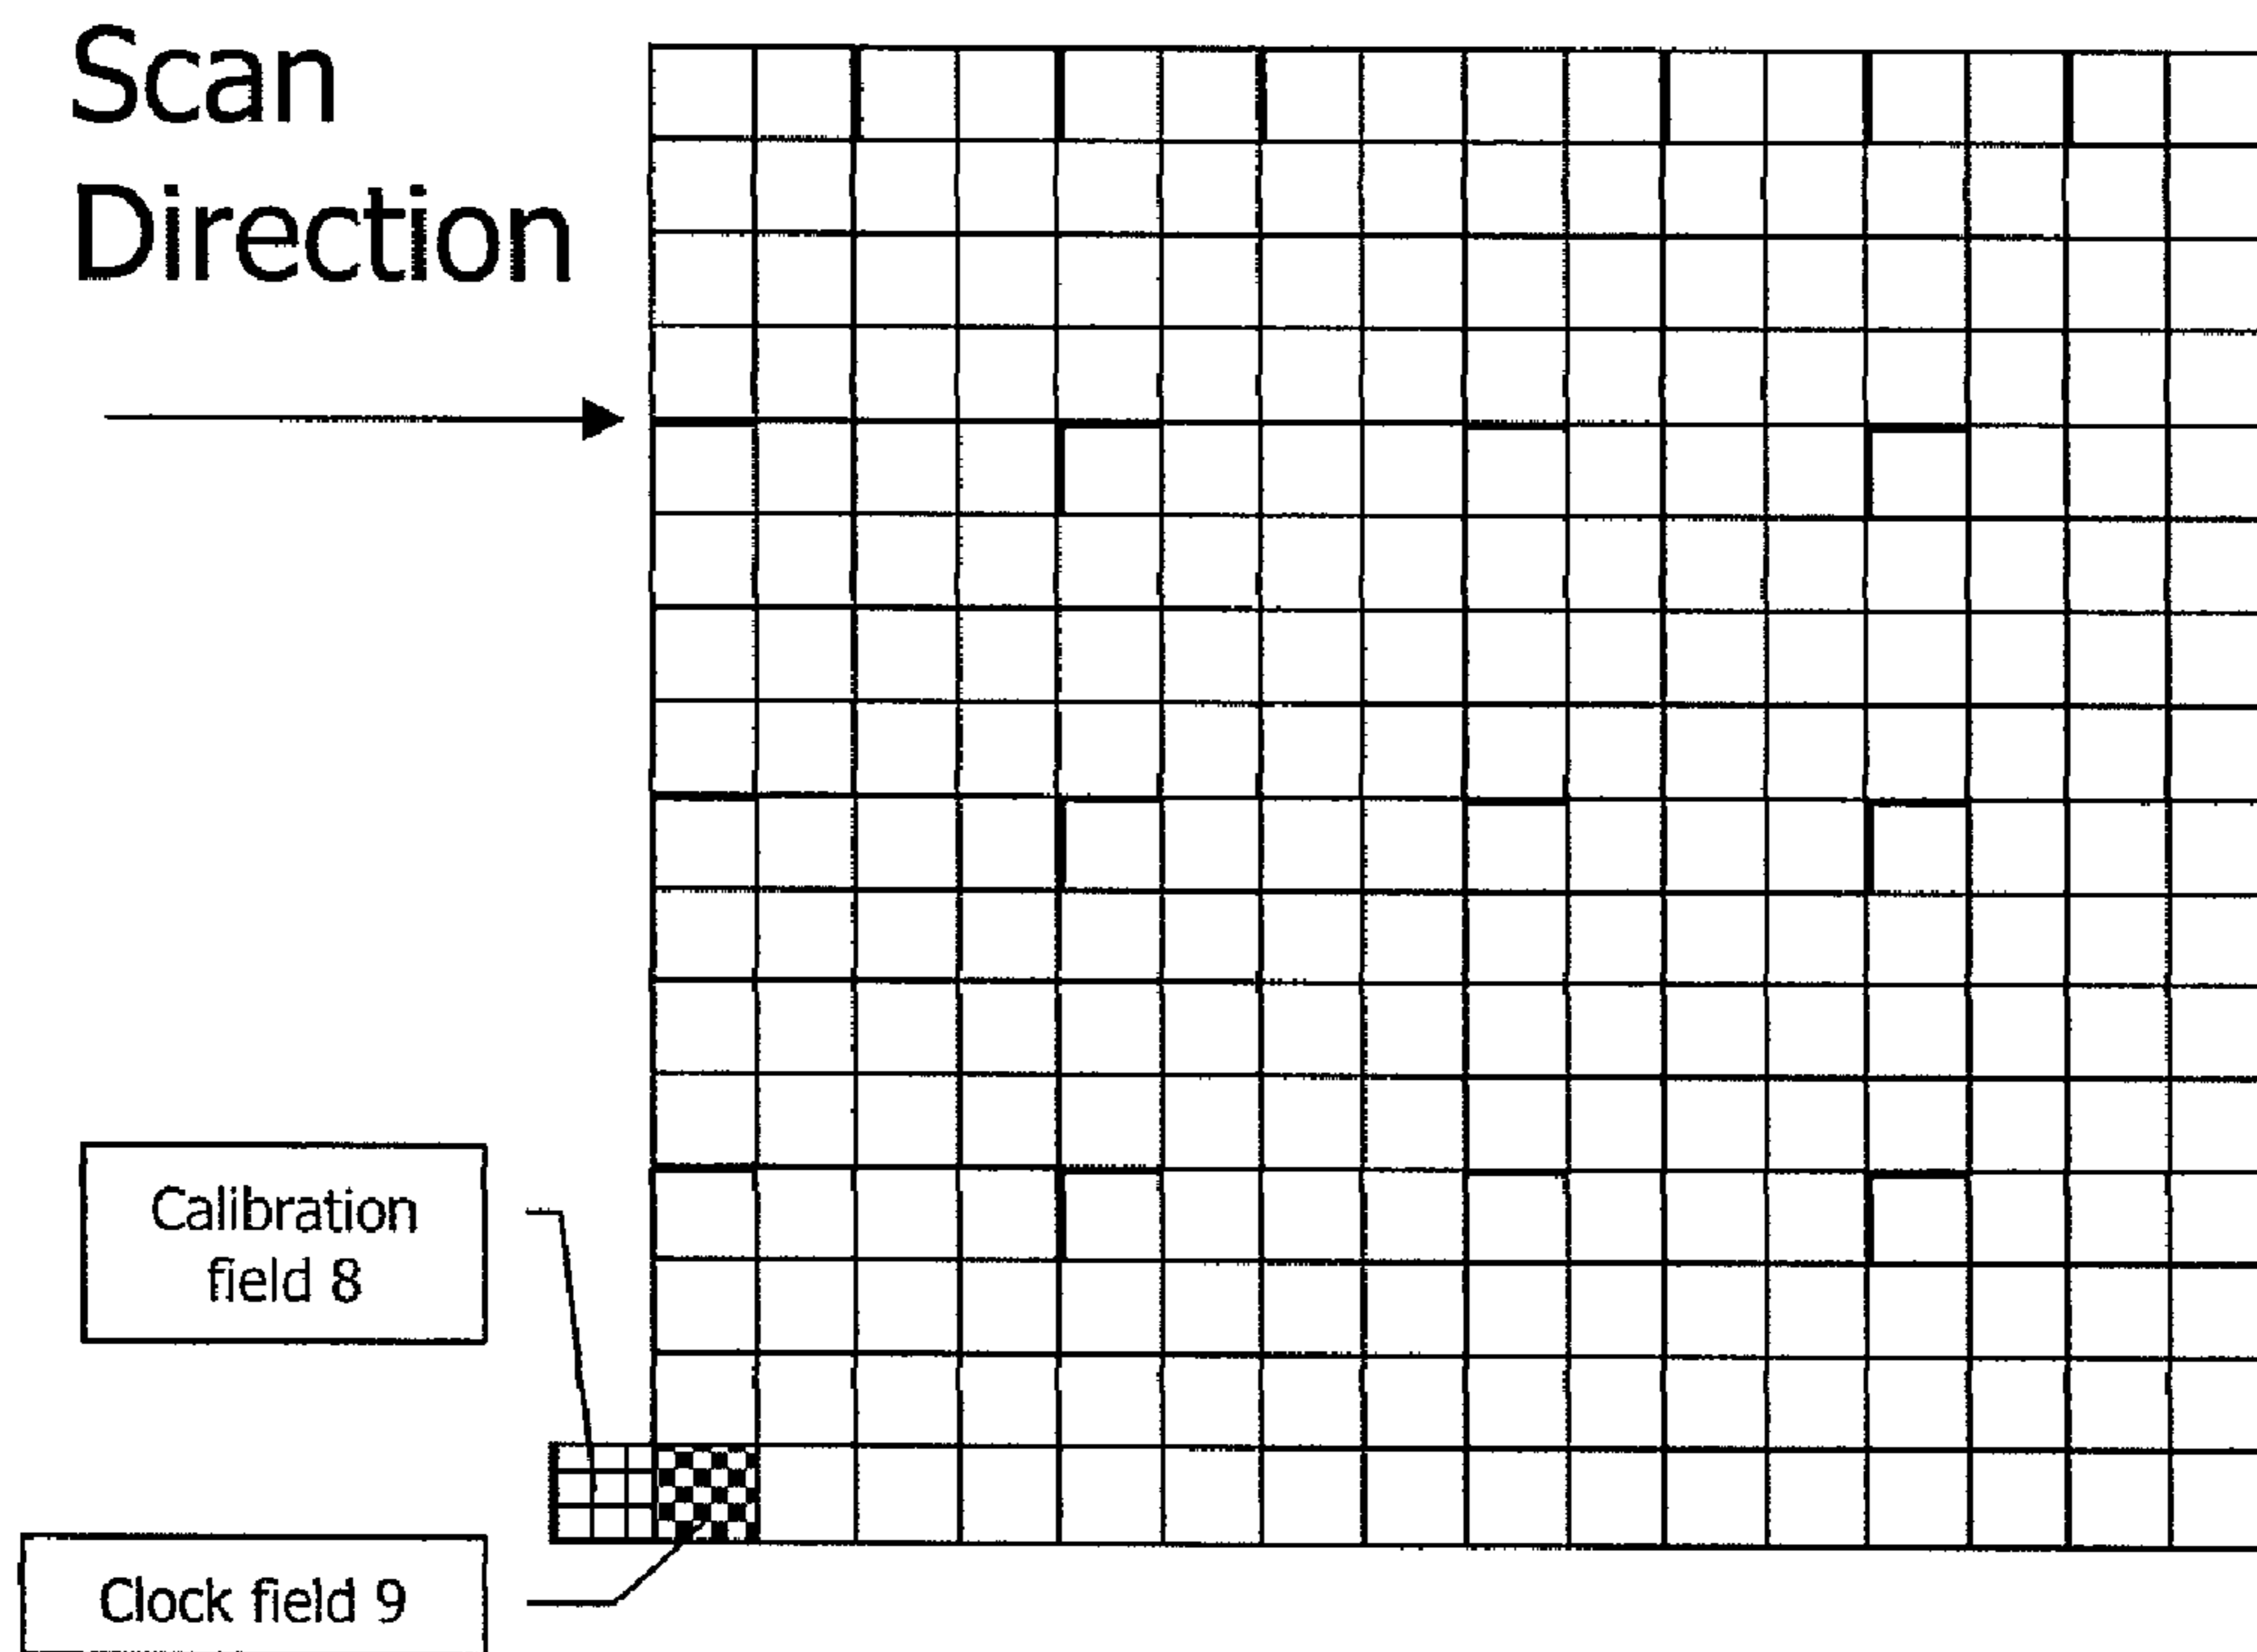 Scan
Direction
Calibration
field 8
Clock field 9